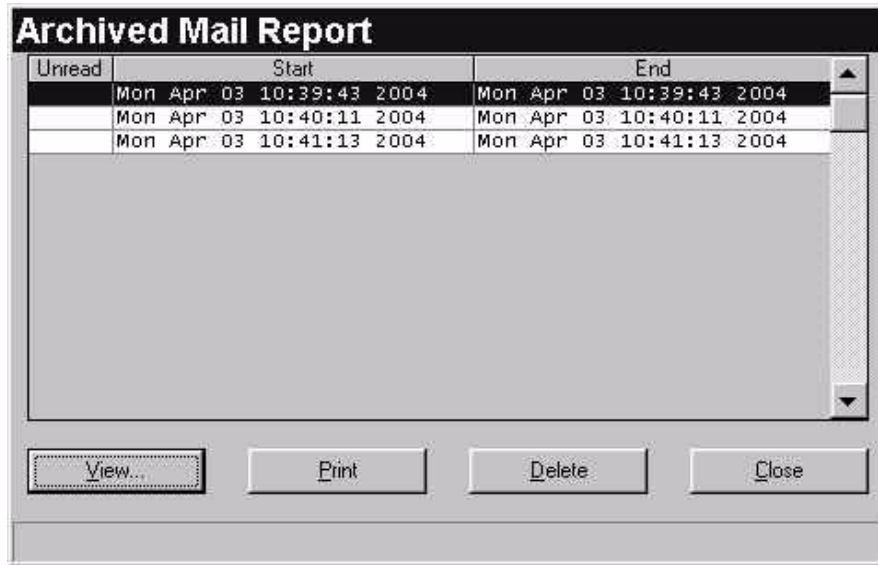 Archived Mail Report
Unread Start End
Mon Apr 03 10:39:43 2004 Mon Apr 03 10:39:43 2004
Mon Apr 03 10:40:11 2004 Mon Apr 03 10:40:11 2004
Mon Apr 03 10:41:13 2004 Mon Apr 03 10:41:13 2004
View... Print Delete Close